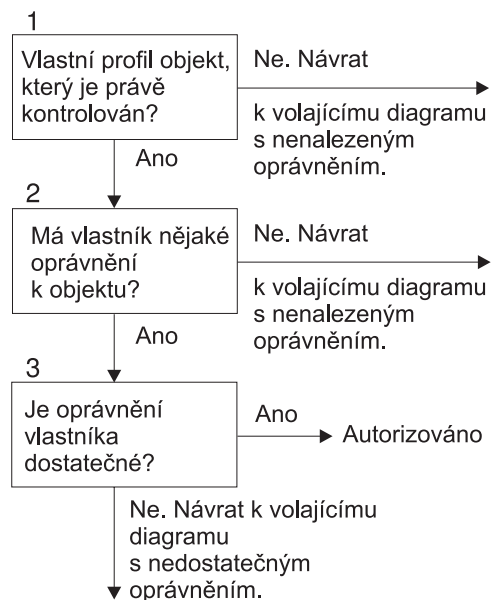 1
Vlastní profil objekt,
který je právě
kontrolován?
Ne. Návrat
k volajícímu diagramu
s nenalezeným
oprávněním.
Ano
2
Má vlastník nějaké
oprávnění
k objektu?
Ne. Návrat
k volajícímu diagramu
s nenalezeným
oprávněním.
Ano
3
Je oprávnění
vlastníka
dostatečné?
Ano
Autorizováno
Ne. Návrat k volajícímu
diagramu
s nedostatečným
oprávněním.